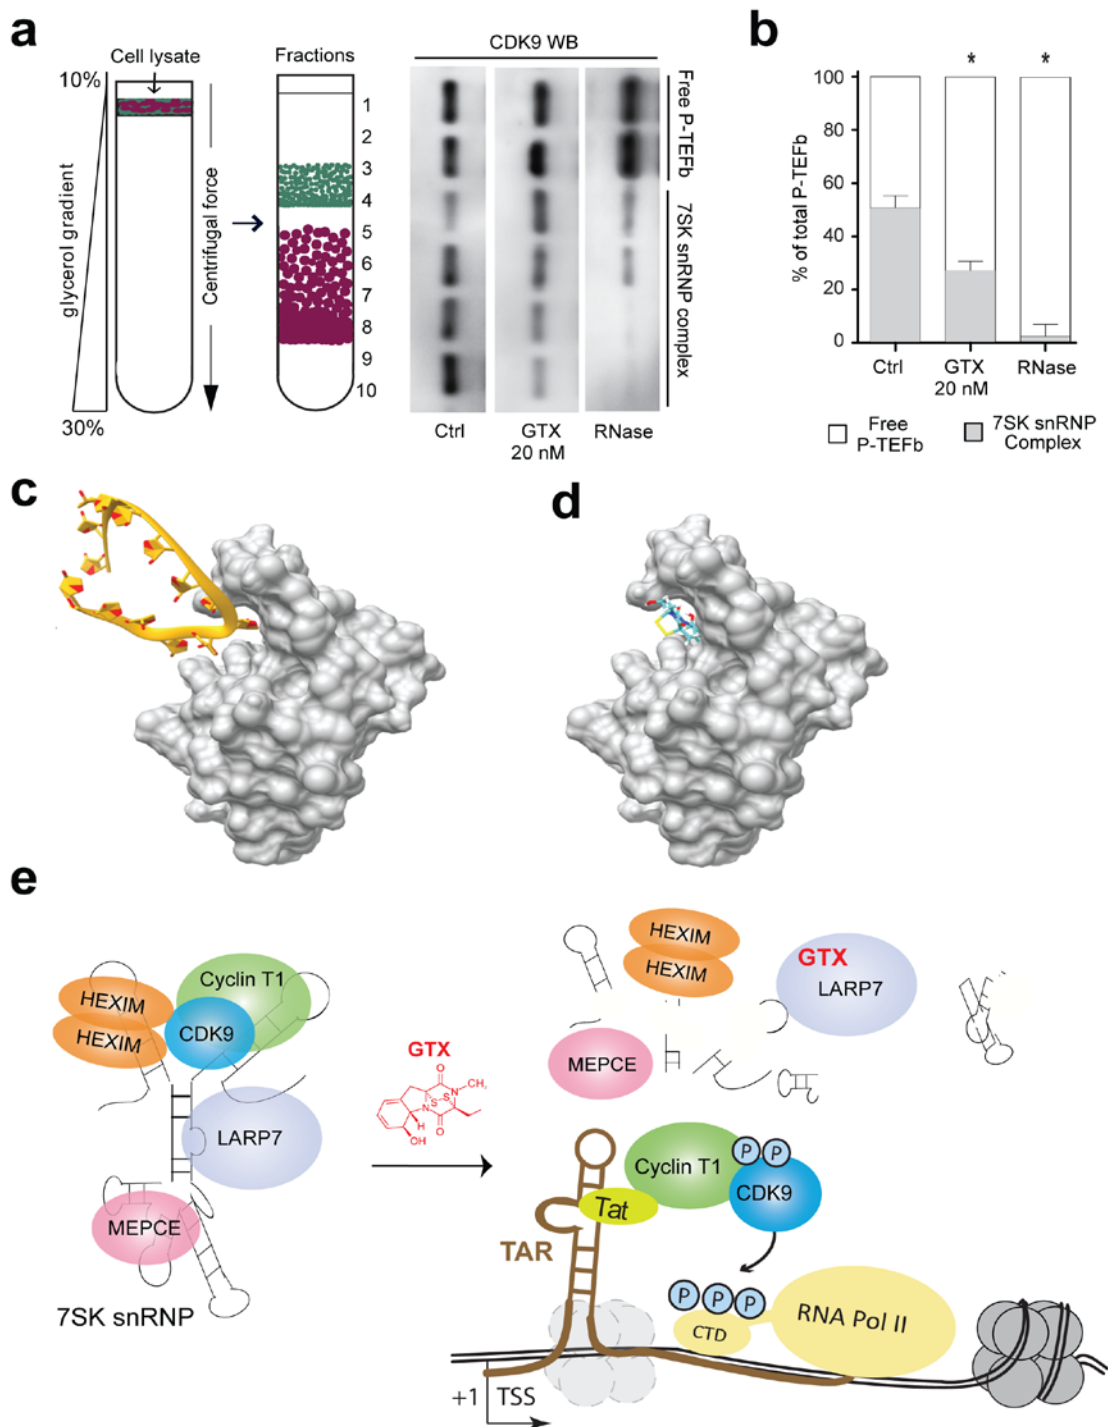 a
Cell lysate
10%
glycerol gradient
30%
Centrifugal force
Fractions
1
2
3
4
5
6
7
8
9
10
CDK9 WB
Free P-TEFb
7SK snRNP complex
Ctrl
GTX
20 nM
RNase
b
% of total P-TEFb
100
80
60
40
20
0
*
*
Ctrl
GTX
20 nM
RNase
Free
P-TEFb
7SK snRNP
Complex
c
d
e
HEXIM
HEXIM
Cyclin T1
CDK9
LARP7
MEPCE
7SK snRNP
GTX
O
N
CH3
S
S
N
H
O
OH
HEXIM
HEXIM
GTX
LARP7
MEPCE
Cyclin T1
P
P
CDK9
Tat
TAR
P
P
P
CTD
RNA Pol II
+1
TSS